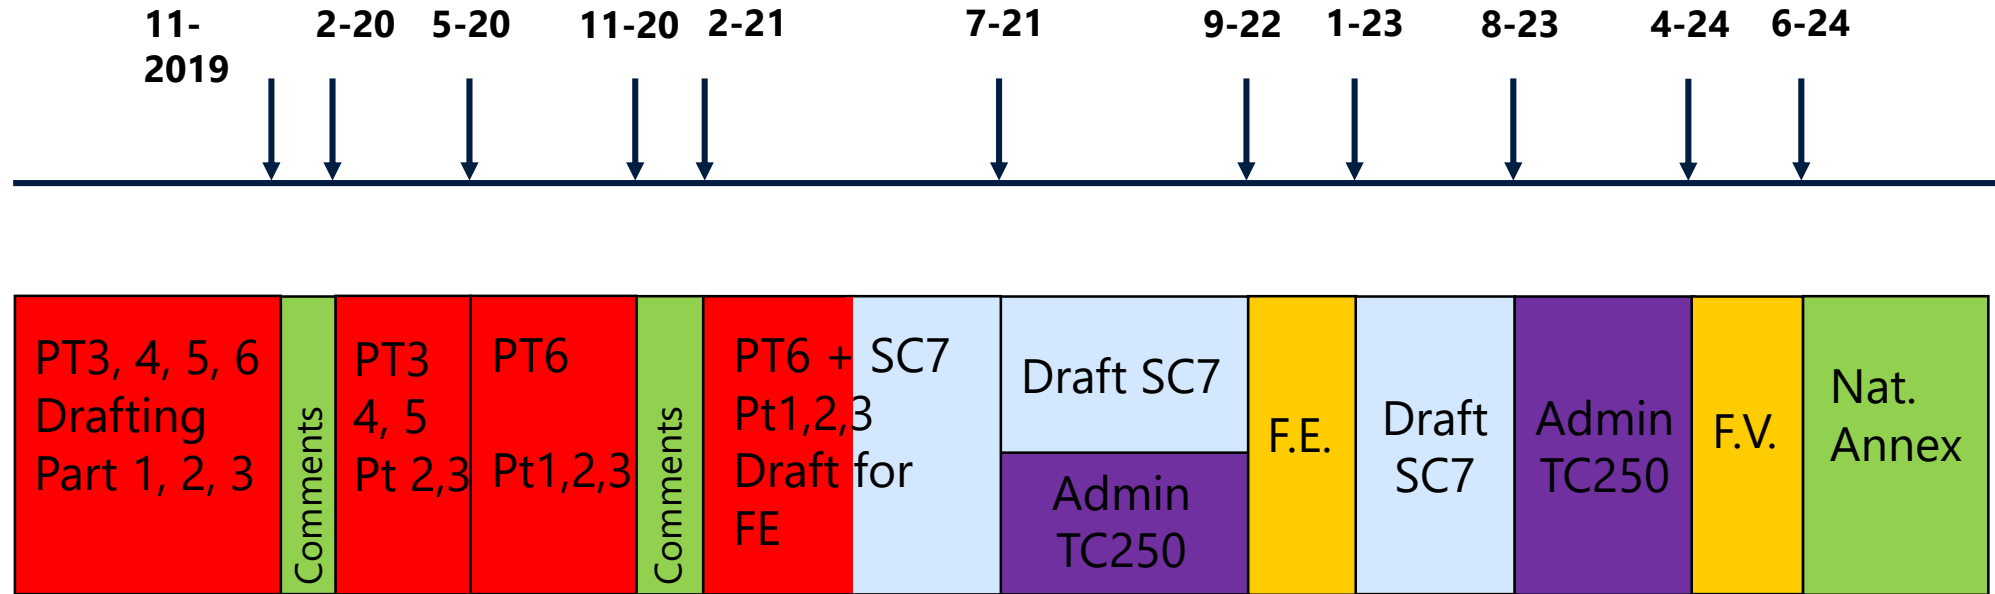 11-
2019
2-20
5-20
11-20
2-21
7-21
9-22
1-23
8-23
4-24
6-24
PT3, 4, 5, 6
Drafting
Part 1, 2, 3
Comments
PT3
4, 5
Pt 2,3
PT6
Pt1,2,3
Comments
PT6 + SC7
Pt1,2,3
Draft for
FE
Draft SC7
Admin
TC250
F.E.
Draft
SC7
Admin
TC250
F.V.
Nat.
Annex